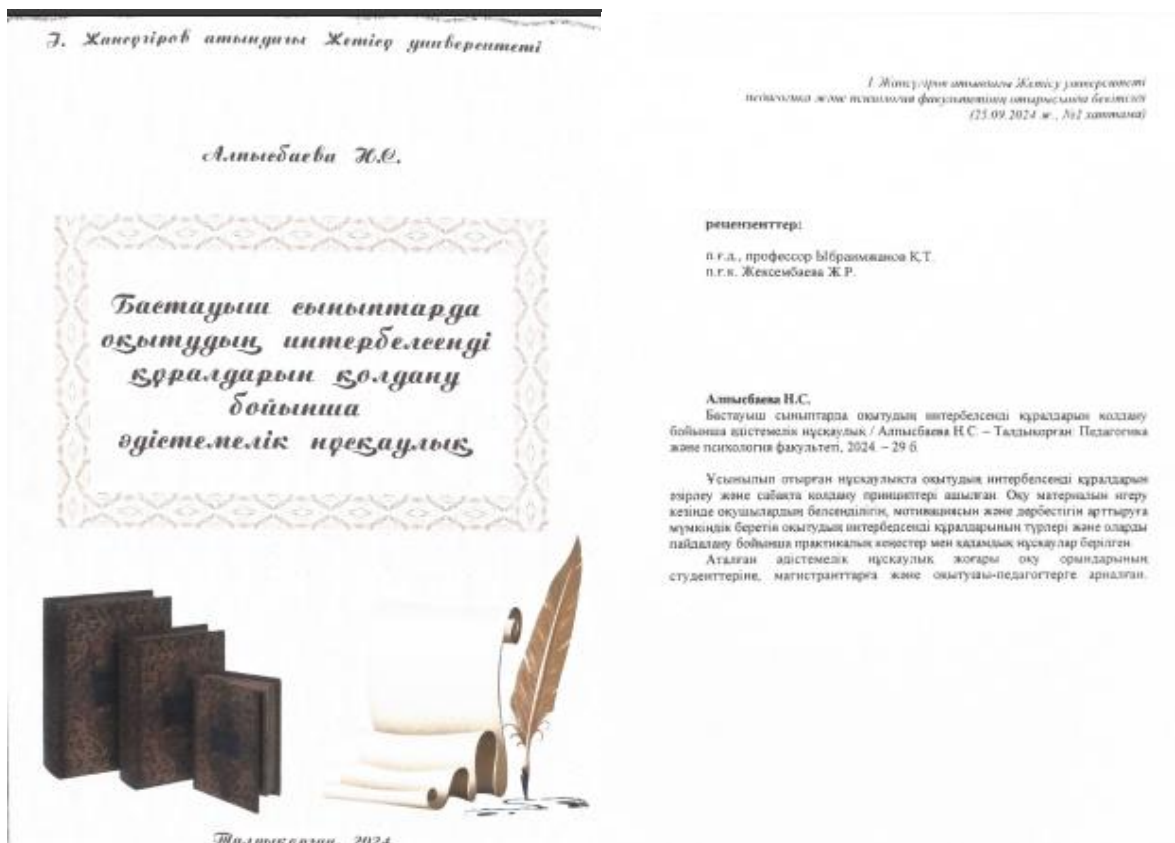 І. Жансүгіров атындағы Жетісу университеті
Алпысбаева Н.С.
Бастауыш сыныптарда
оқытудың интербелсенді
құралдарын қолдану
бойынша
әдістемелік нұсқаулық
Талдықорған 2024
І. Жансүгіров атындағы Жетісу университеті
педагогика және психология факультетінің отырысында бекітілген
(25.09.2024 ж., №2 хаттама)
рецензенттер:
п.ғ.д., профессор Ыбраимжанов Қ.Т.
п.ғ.к. Жексембаева Ж.Р.
Алпысбаева Н.С.
Бастауыш сыныптарда оқытудың интербелсенді құралдарын қолдану
бойынша әдістемелік нұсқаулық / Алпысбаева Н.С. – Талдықорған: Педагогика
және психология факультеті, 2024. – 29 б.
Ұсынылып отырған нұсқаулықта оқытудың интербелсенді құралдарын
әзірлеу және сабақта қолдану принциптері ашылған. Оқу материалын игеру
кезінде оқушылардың белсенділігін, мотивациясын және дербестігін арттыруға
мүмкіндік беретін оқытудың интербелсенді құралдарының түрлері және оларды
пайдалану бойынша практикалық кеңестер мен қадамдық нұсқаулар берілген.
Аталған әдістемелік нұсқаулық жоғары оқу орындарының
студенттеріне, магистранттарға және оқытушы-педагогтерге арналған.